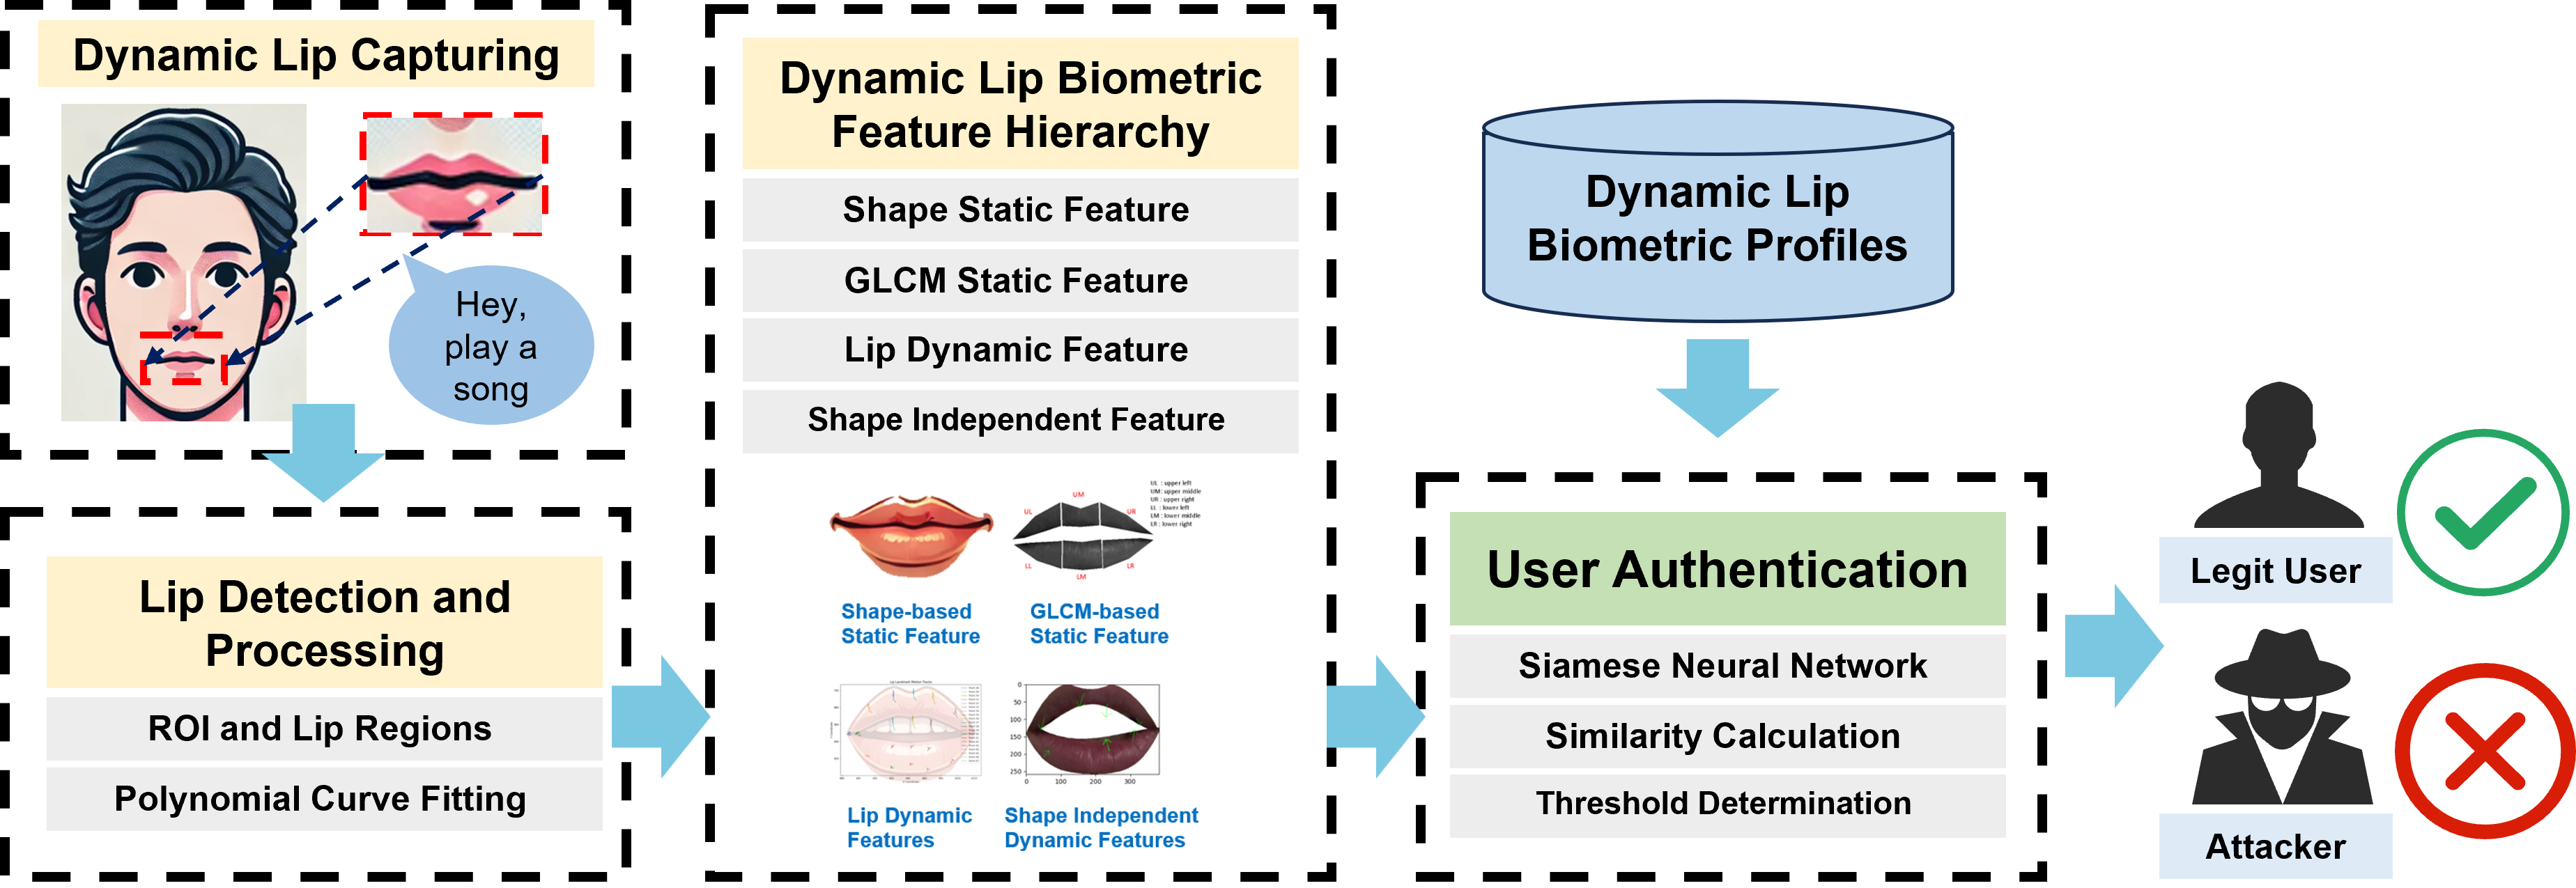 Dynamic Lip Capturing
Hey,
play a
song
Lip Detection and
Processing
ROI and Lip Regions
Polynomial Curve Fitting
Dynamic Lip Biometric
Feature Hierarchy
Shape Static Feature
GLCM Static Feature
Lip Dynamic Feature
Shape Independent Feature
UL : upper left
UM : upper middle
UR : upper right
LL : lower left
LM : lower middle
LR : lower right
UM
UL
UR
LL
LM
LR
Shape-based
Static Feature
GLCM-based
Static Feature
Lip Landmark Motion Tracks
0
50
100
150
200
250
0
100
200
300
Lip Dynamic
Features
Shape Independent
Dynamic Features
Dynamic Lip
Biometric Profiles
User Authentication
Siamese Neural Network
Similarity Calculation
Threshold Determination
Legit User
Attacker